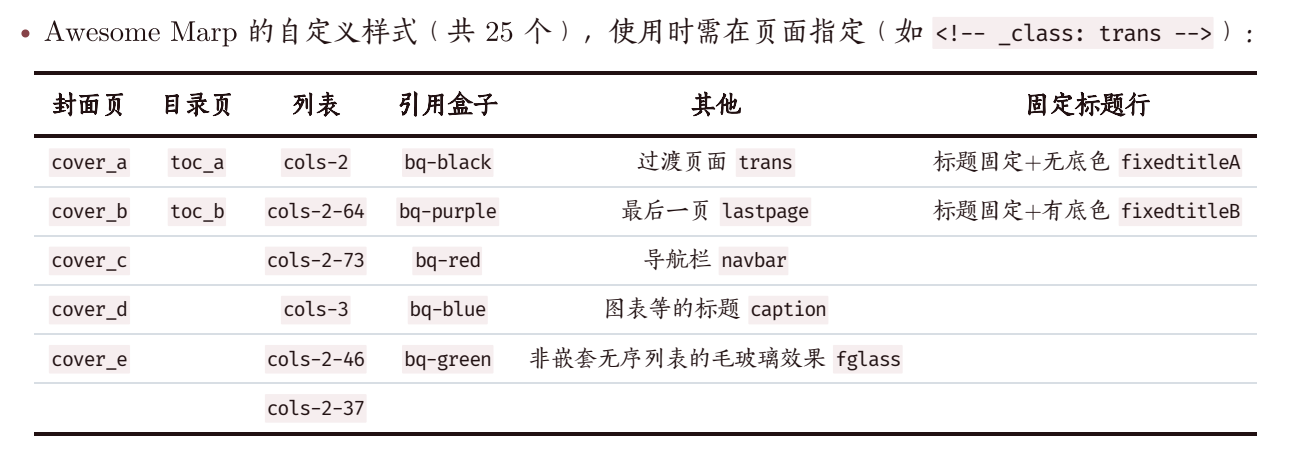 • Awesome Marp 的自定义样式（共 25 个），使用时需在页面指定（如 <!-- _class: trans -->）:
封面页 目录页 列表 引用盒子 其他 固定标题行
cover_a toc_a cols-2 bq-black 过渡页面 trans 标题固定+无底色 fixedtitleA
cover_b toc_b cols-2-64 bq-purple 最后一页 lastpage 标题固定+有底色 fixedtitleB
cover_c cols-2-73 bq-red 导航栏 navbar
cover_d cols-3 bq-blue 图表等的标题 caption
cover_e cols-2-46 bq-green 非嵌套无序列表的毛玻璃效果 fglass
cols-2-37